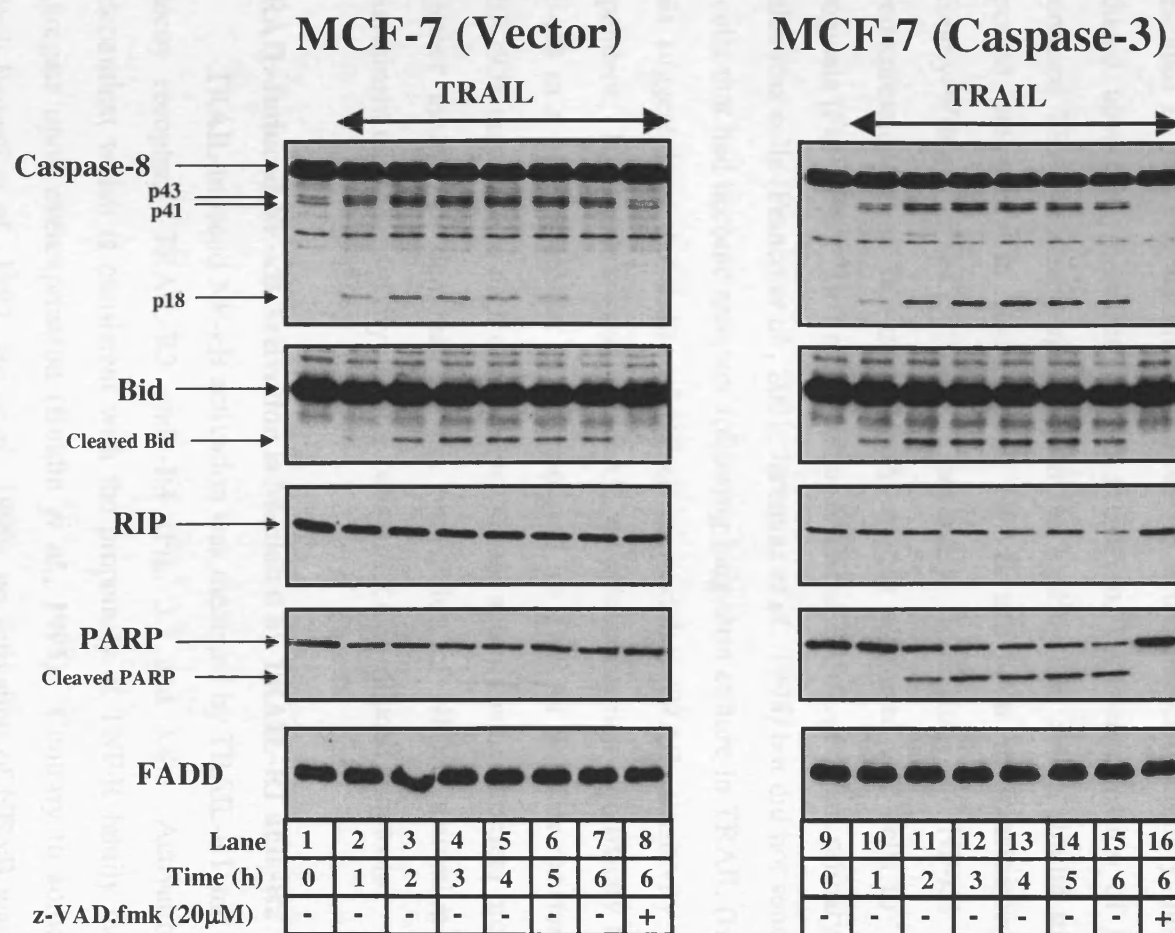 MCF-7 (Vector) MCF-7 (Caspase-3)
TRAIL TRAIL
Caspase-8
p43
p41
p18
Bid
Cleaved Bid
RIP
PARP
Cleaved PARP
FADD
Lane 1 2 3 4 5 6 7 8 9 10 11 12 13 14 15 16
Time (h) 0 1 2 3 4 5 6 6 0 1 2 3 4 5 6 6
z-VAD.fmk (20μM) - - - - - - - + - - - - - - - +